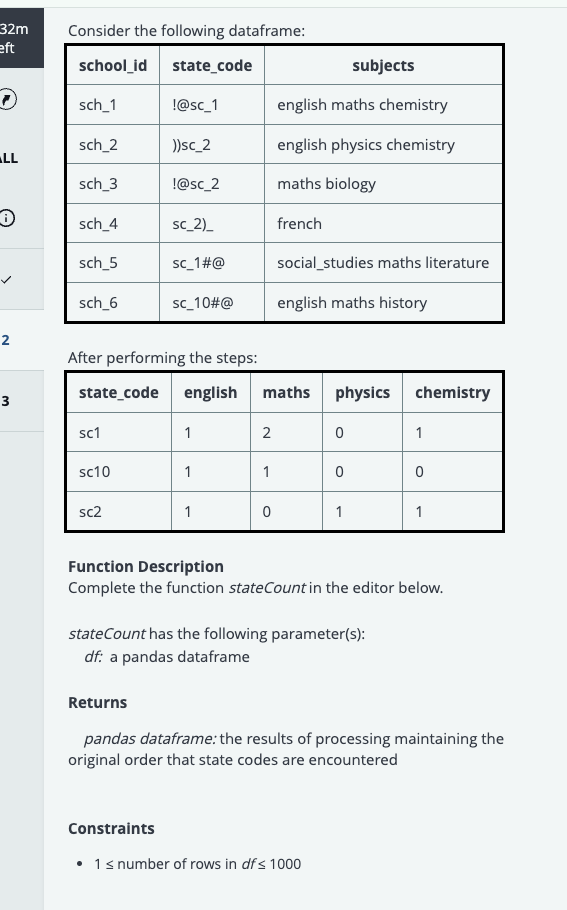 32m
eft
ALL
2
3
Consider the following dataframe:
school_id state_code subjects
sch_1 !@sc_1 english maths chemistry
sch_2 ))sc_2 english physics chemistry
sch_3 !@sc_2 maths biology
sch_4 sc_2)_ french
sch_5 sc_1#@ social_studies maths literature
sch_6 sc_10#@ english maths history
After performing the steps:
state_code english maths physics chemistry
sc1 1 2 0 1
sc10 1 1 0 0
sc2 1 0 1 1
Function Description
Complete the function stateCount in the editor below.
stateCount has the following parameter(s):
df: a pandas dataframe
Returns
pandas dataframe: the results of processing maintaining the
original order that state codes are encountered
Constraints
• 1 ≤ number of rows in df ≤ 1000